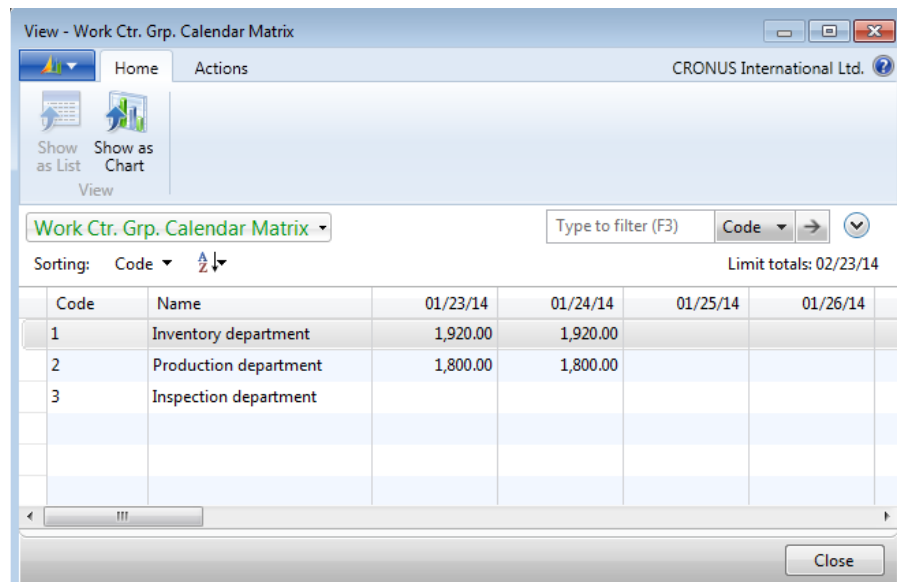 View - Work Ctr. Grp. Calendar Matrix
Home Actions CRONUS International Ltd.
Show as List
Show as Chart
View
Work Ctr. Grp. Calendar Matrix Type to filter (F3) Code
Sorting: Code Limit totals: 02/23/14
Code Name 01/23/14 01/24/14 01/25/14 01/26/14
1 Inventory department 1,920.00 1,920.00
2 Production department 1,800.00 1,800.00
3 Inspection department
Close